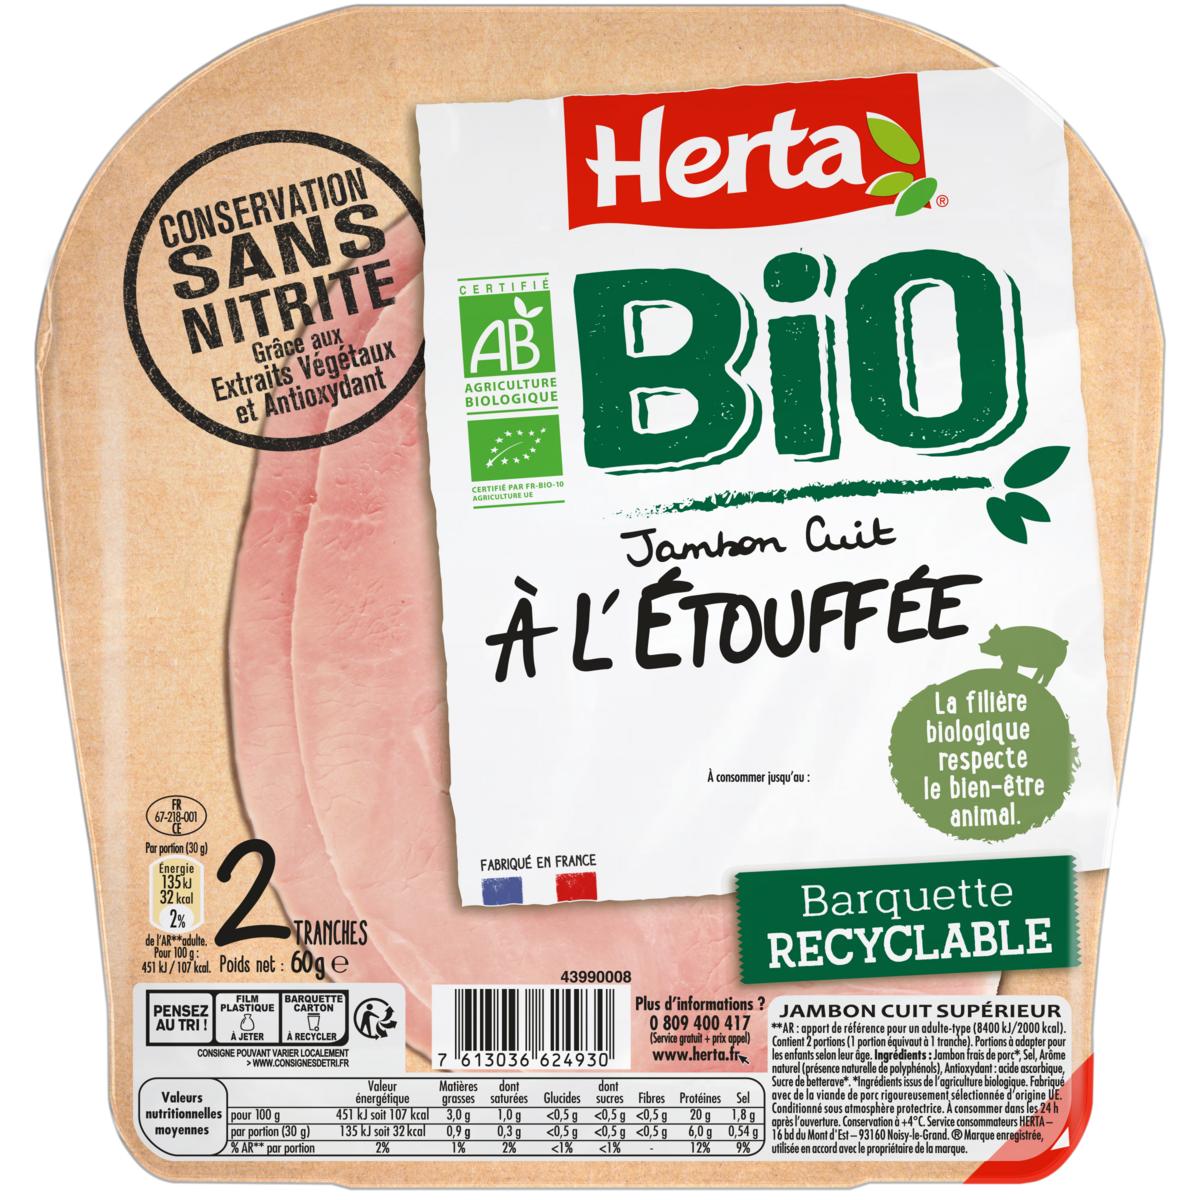 Herta
®
BiO
CERTIFIÉ
AB
AGRICULTURE
BIOLOGIQUE
CERTIFIÉ PAR FR-BIO-10
AGRICULTURE UE
CONSERVATION
SANS
NITRITE
Grâce aux
Extraits Végétaux
et Antioxydant
Jambon Cuit
À L'ÉTOUFFÉE
La filière
biologique
respecte
le bien-être
animal.
À consommer jusqu'au :
FABRIQUÉ EN FRANCE
Barquette
RECYCLABLE
FR
67-218-001
CE
Par portion (30 g)
Énergie
135 kJ
32 kcal
2%
de l'AR**adulte.
Pour 100 g :
451 kJ / 107 kcal.
2 TRANCHES
Poids net : 60g e
PENSEZ
AU TRI !
FILM
PLASTIQUE
À JETER
BARQUETTE
CARTON
À RECYCLER
CONSIGNE POUVANT VARIER LOCALEMENT
> WWW.CONSIGNESDETRI.FR
43990008
7 613036 624930
Plus d'informations ?
0 809 400 417
(Service gratuit + prix appel)
www.herta.fr
JAMBON CUIT SUPÉRIEUR
**AR : apport de référence pour un adulte-type (8400 kJ/2000 kcal).
Contient 2 portions (1 portion équivaut à 1 tranche). Portions à adapter pour
les enfants selon leur âge. Ingrédients : Jambon frais de porc*, Sel, Arôme
naturel (présence naturelle de polyphénols), Antioxydant : acide ascorbique,
Sucre de betterave*. *Ingrédients issus de l'agriculture biologique. Fabriqué
avec de la viande de porc rigoureusement sélectionnée d'origine UE.
Conditionné sous atmosphère protectrice. À consommer dans les 24 h
après l'ouverture. Conservation à +4°C. Service consommateurs HERTA –
16 bd du Mont d'Est – 93160 Noisy-le-Grand. ® Marque enregistrée,
utilisée en accord avec le propriétaire de la marque.
Valeurs nutritionnelles moyennes Valeur énergétique Matières grasses dont saturées Glucides dont sucres Fibres Protéines Sel
pour 100 g 451 kJ soit 107 kcal 3,0 g 1,0 g <0,5 g <0,5 g <0,5 g 20 g 1,8 g
par portion (30 g) 135 kJ soit 32 kcal 0,9 g 0,3 g <0,5 g <0,5 g <0,5 g 6,0 g 0,54 g
% AR** par portion 2% 1% 2% <1% <1% - 12% 9%